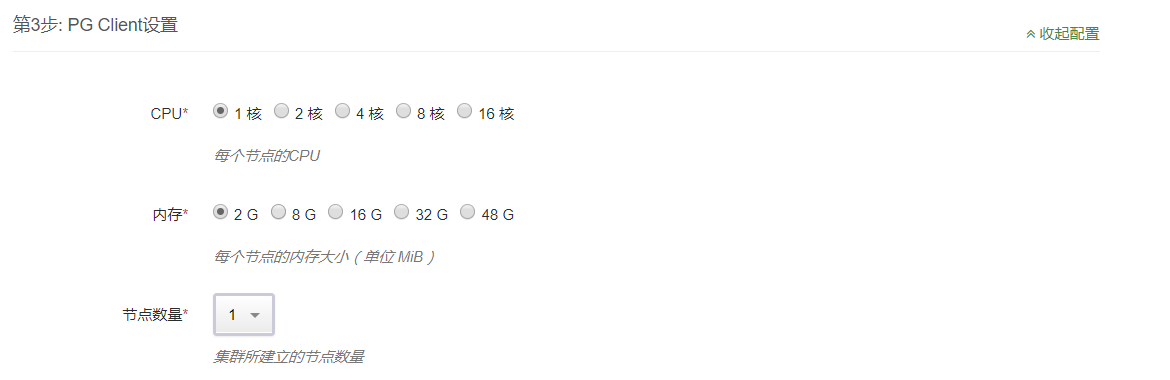 第3步: PG Client设置
收起配置
CPU* 1 核 2 核 4 核 8 核 16 核
每个节点的CPU
内存* 2 G 8 G 16 G 32 G 48 G
每个节点的内存大小（单位 MiB）
节点数量* 1
集群所建立的节点数量